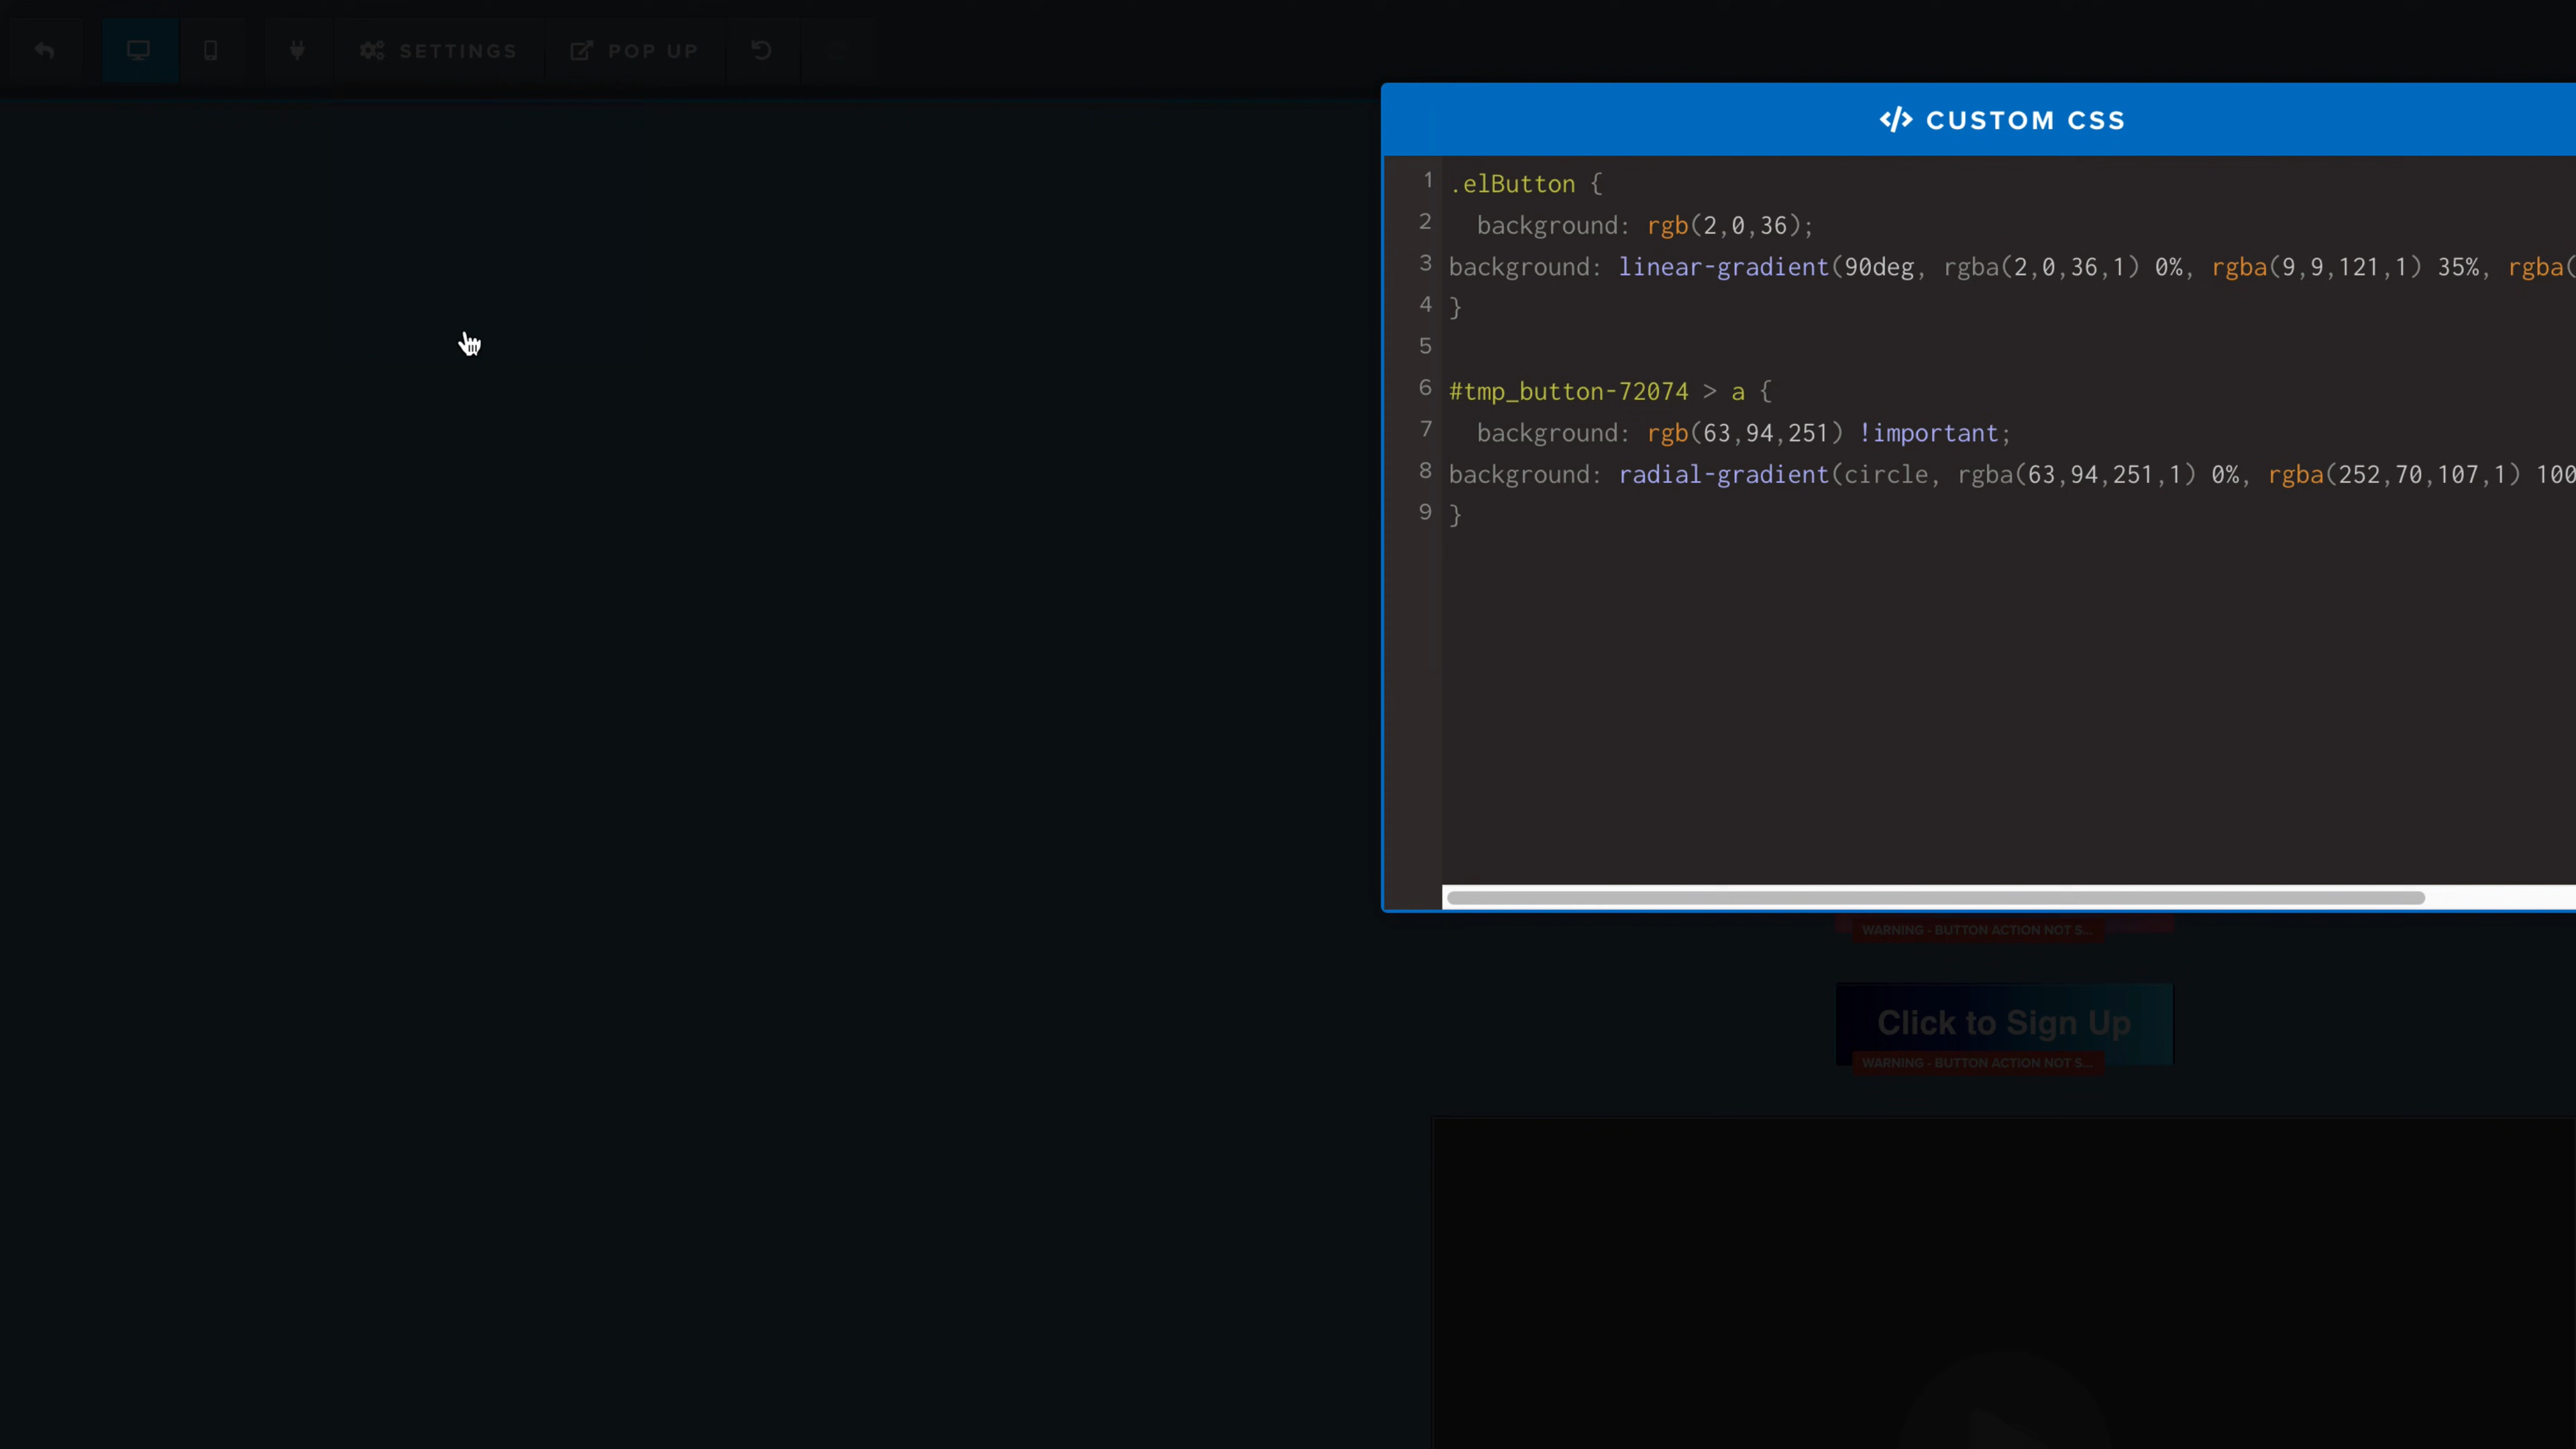 SETTINGS
POP UP
</> CUSTOM CSS
1 .elButton {
2 background: rgb(2,0,36);
3 background: linear-gradient(90deg, rgba(2,0,36,1) 0%, rgba(9,9,121,1) 35%, rgba(
4 }
5
6 #tmp_button-72074 > a {
7 background: rgb(63,94,251) !important;
8 background: radial-gradient(circle, rgba(63,94,251,1) 0%, rgba(252,70,107,1) 100
9 }
WARNING - BUTTON ACTION NOT S...
Click to Sign Up
WARNING - BUTTON ACTION NOT S...